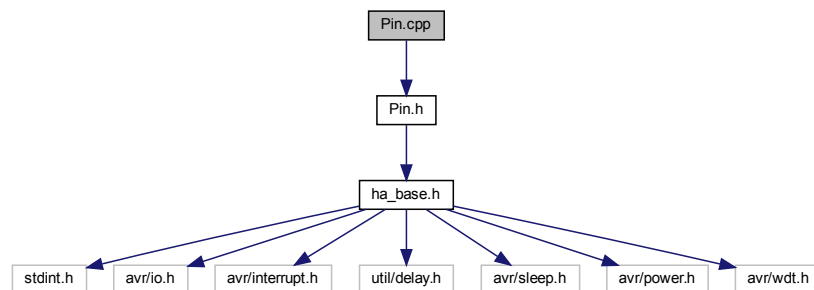 Pin.cpp
Pin.h
ha_base.h
stdint.h avr/io.h avr/interrupt.h util/delay.h avr/sleep.h avr/power.h avr/wdt.h